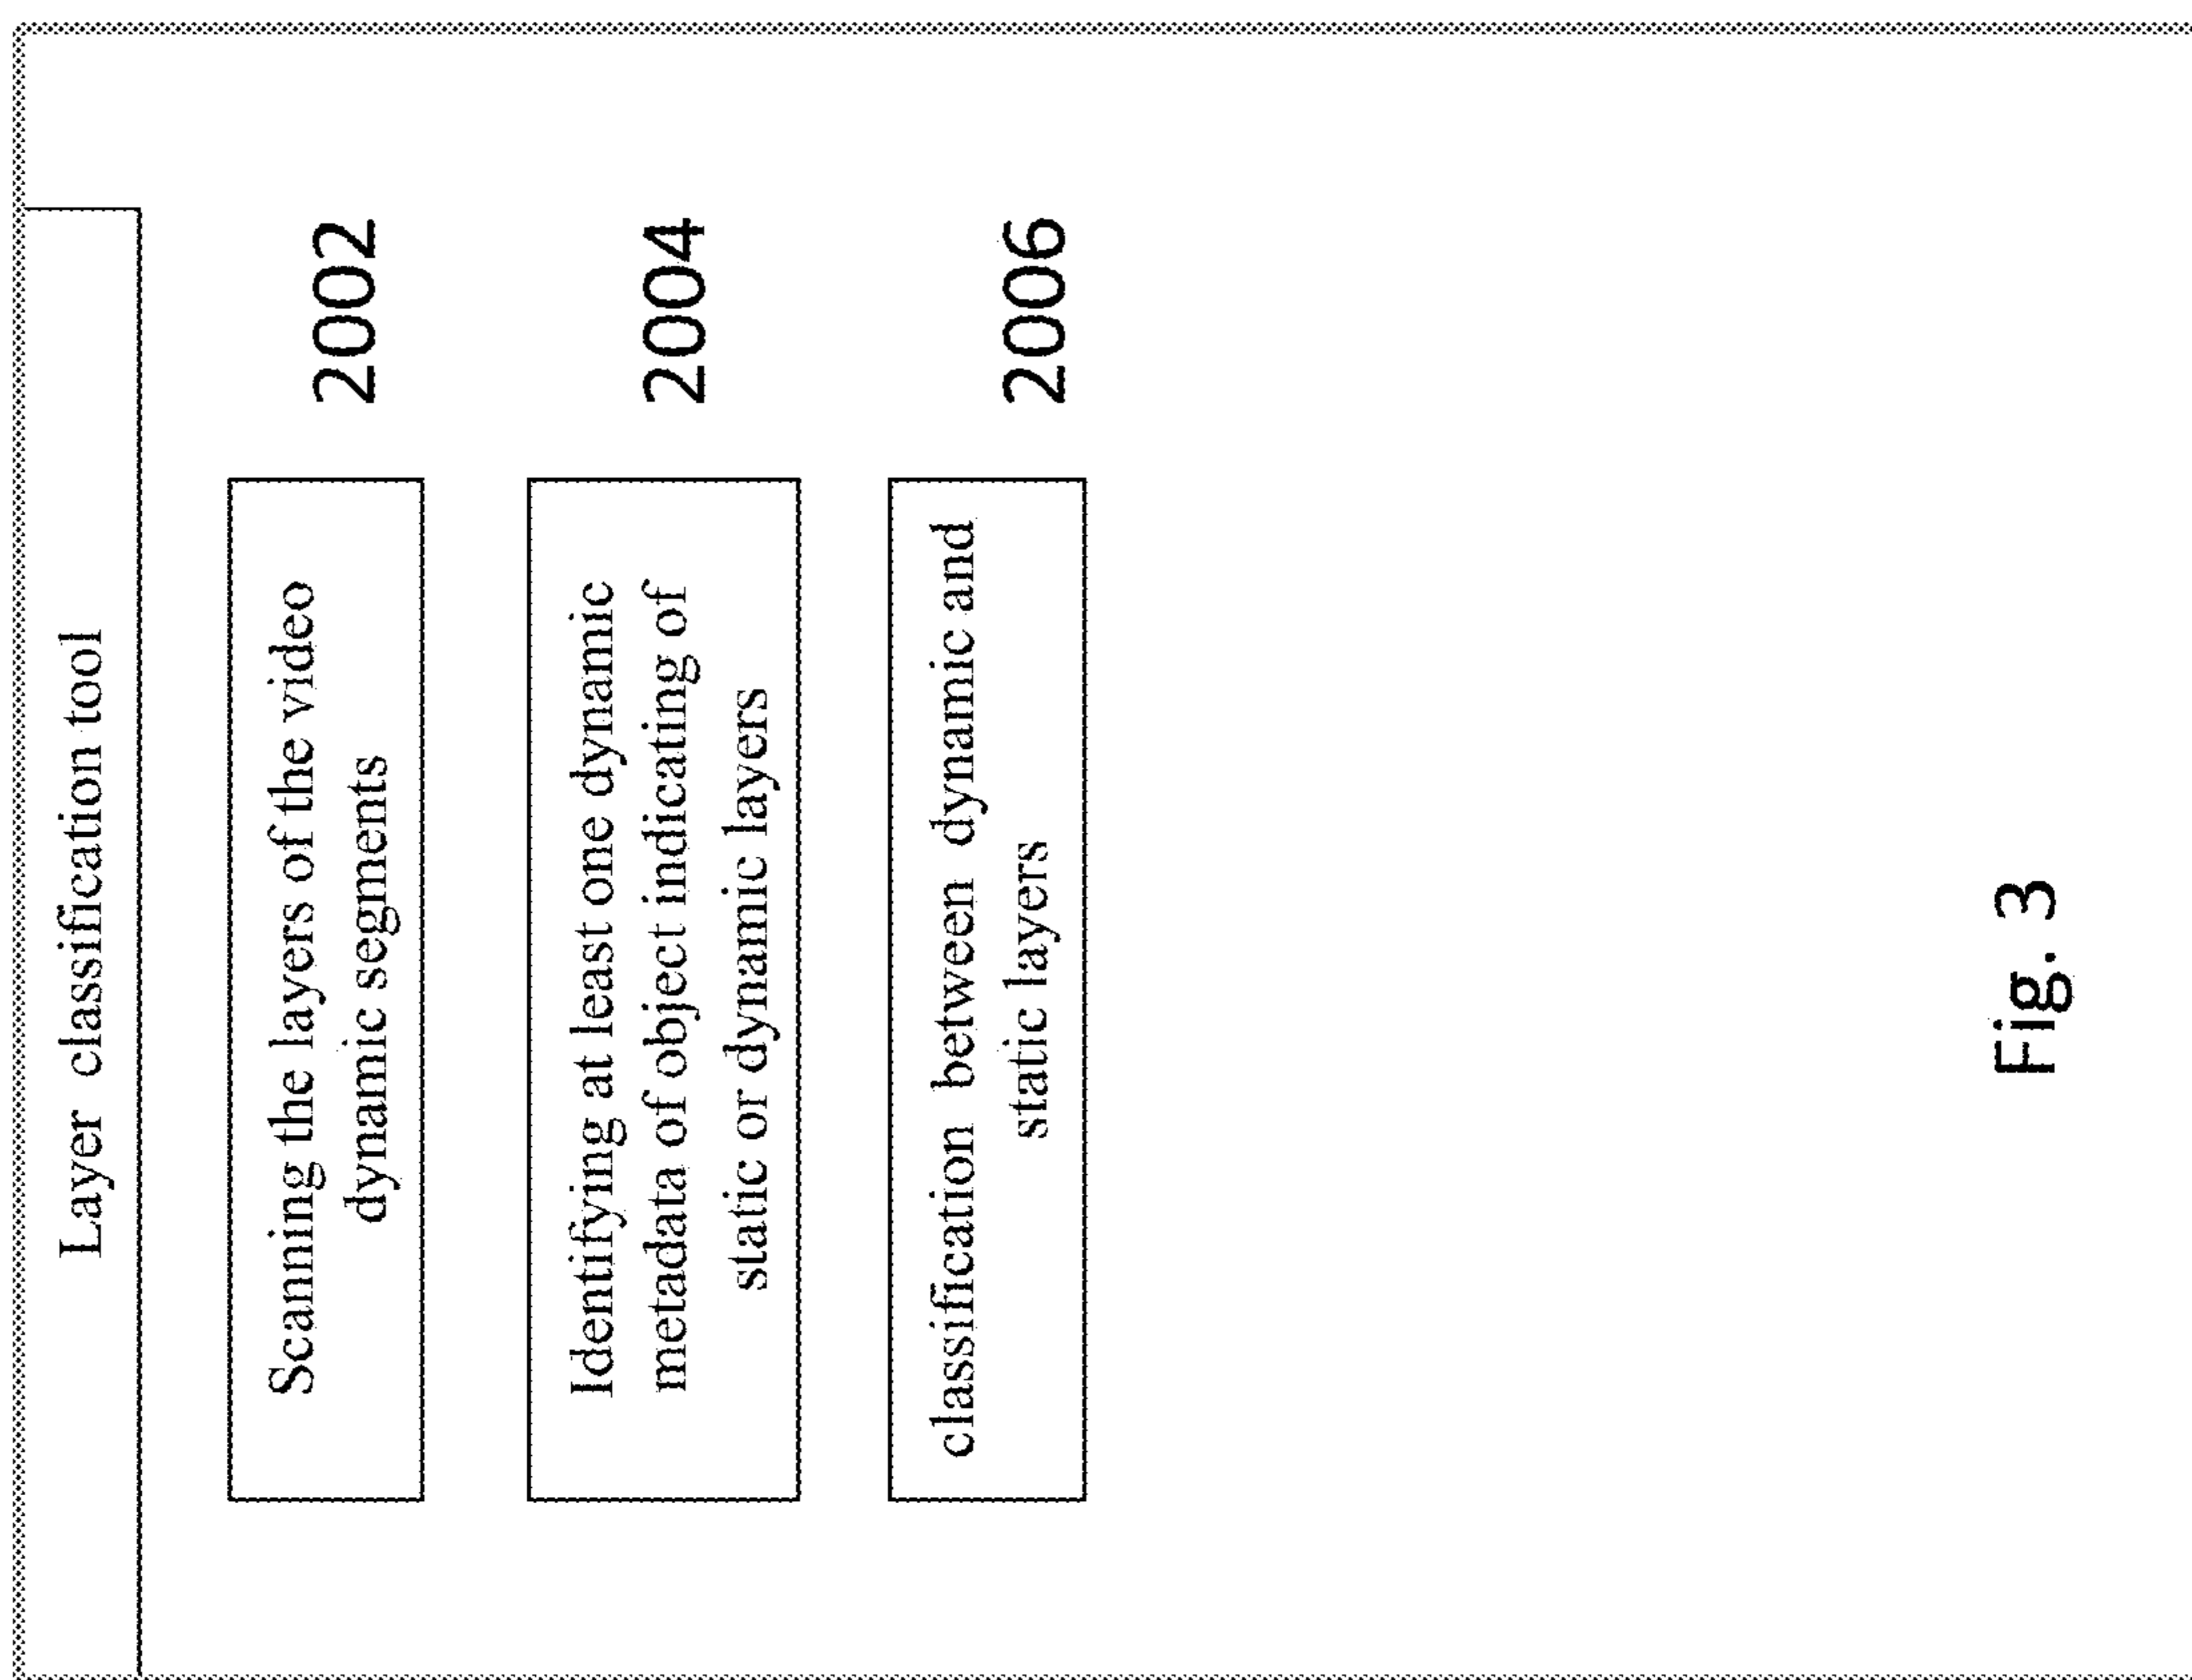 Layer classification tool
Scanning the layers of the video
dynamic segments
2002
Identifying at least one dynamic
metadata of object indicating of
static or dynamic layers
2004
classification between dynamic and
static layers
2006
Fig. 3